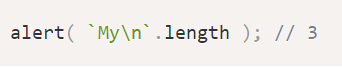 alert( `My\n`.length ); // 3